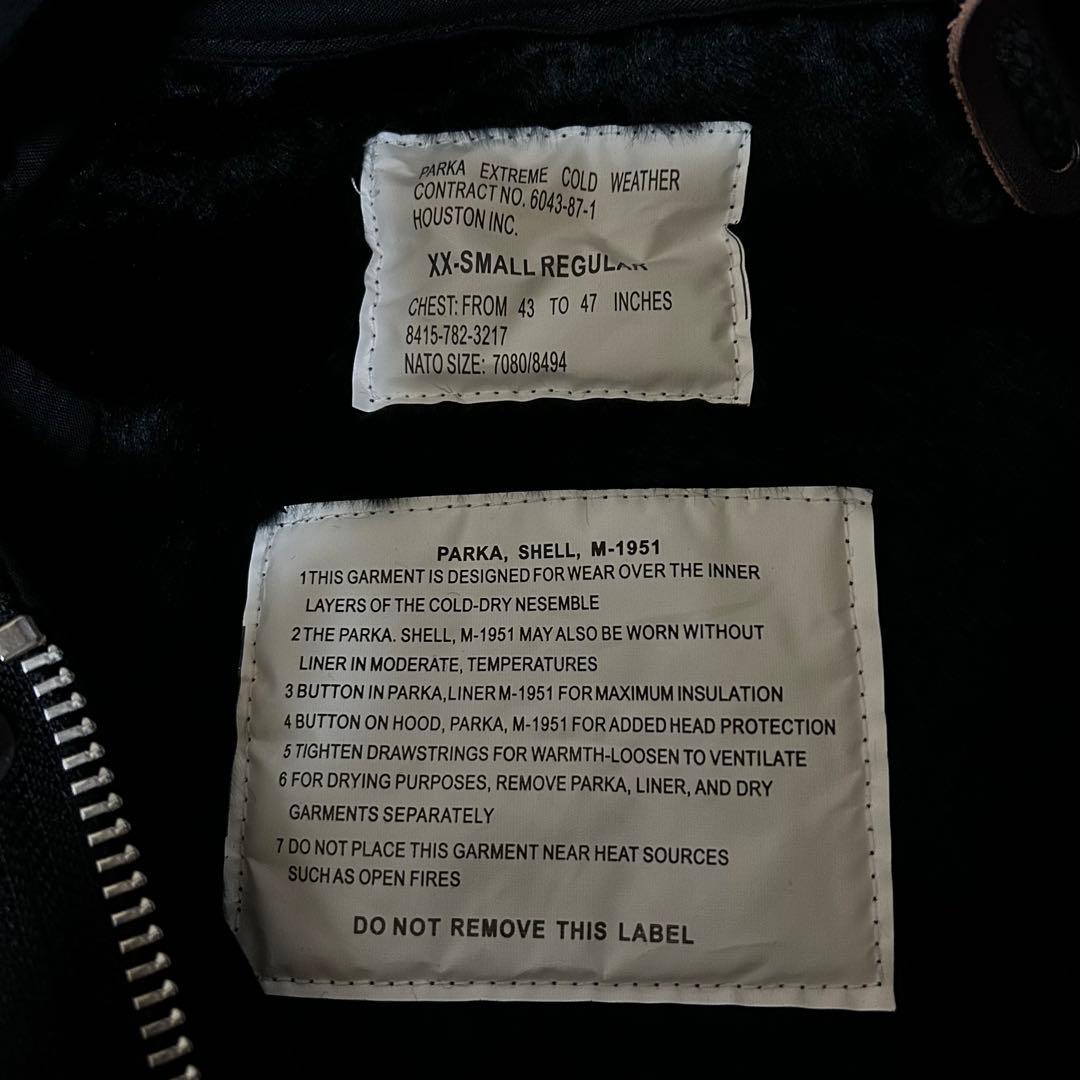 PARKA EXTREME COLD WEATHER
CONTRACT NO. 6043-87-1
HOUSTON INC.
XX-SMALL REGULAR
CHEST: FROM 43 TO 47 INCHES
8415-782-3217
NATO SIZE: 7080/8494
PARKA, SHELL, M-1951
1 THIS GARMENT IS DESIGNED FOR WEAR OVER THE INNER
LAYERS OF THE COLD-DRY NESEMBLE
2 THE PARKA. SHELL, M-1951 MAY ALSO BE WORN WITHOUT
LINER IN MODERATE, TEMPERATURES
3 BUTTON IN PARKA,LINER M-1951 FOR MAXIMUM INSULATION
4 BUTTON ON HOOD, PARKA, M-1951 FOR ADDED HEAD PROTECTION
5 TIGHTEN DRAWSTRINGS FOR WARMTH-LOOSEN TO VENTILATE
6 FOR DRYING PURPOSES, REMOVE PARKA, LINER, AND DRY
GARMENTS SEPARATELY
7 DO NOT PLACE THIS GARMENT NEAR HEAT SOURCES
SUCH AS OPEN FIRES
DO NOT REMOVE THIS LABEL